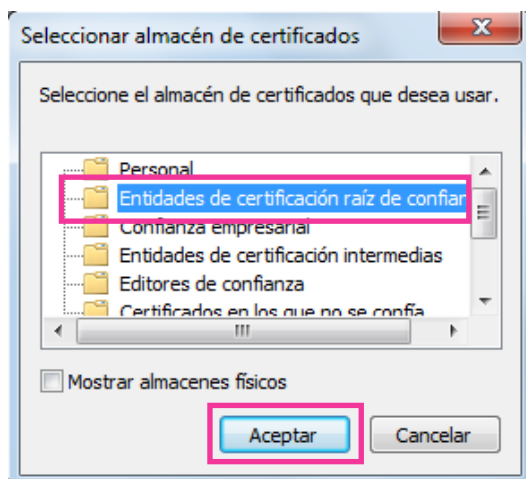 Seleccionar almacén de certificados
Seleccione el almacén de certificados que desea usar.
Personal
Entidades de certificación raíz de confian
Confianza empresarial
Entidades de certificación intermedias
Editores de confianza
Certificados en los que no se confía
Mostrar almacenes físicos
Aceptar
Cancelar